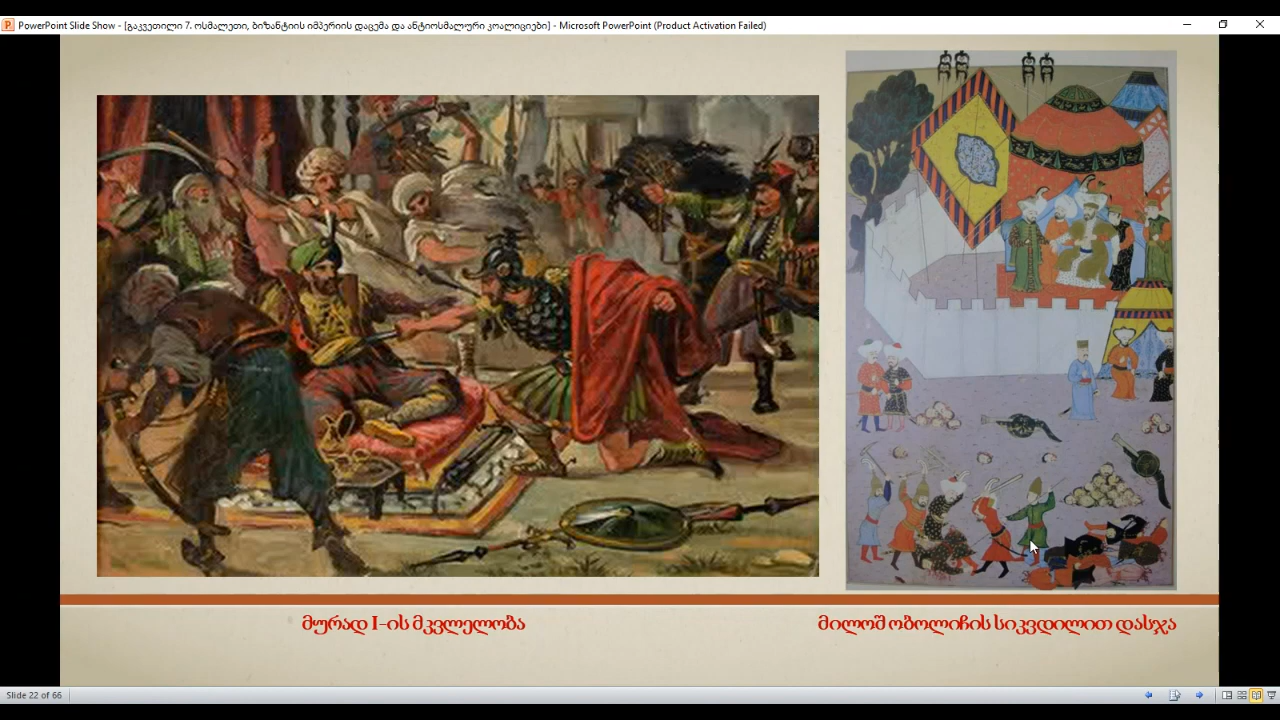 PowerPoint Slide Show - [გაკვეთილი 7. ოსმალეთი, ბიზანტიის იმპერიის დაცემა და ანტიოსმალური კოალიციები] - Microsoft PowerPoint (Product Activation Failed)
მურად I-ის მკვლელობა
მილოშ ობოლიჩის სიკვდილით დასჯა
Slide 22 of 66